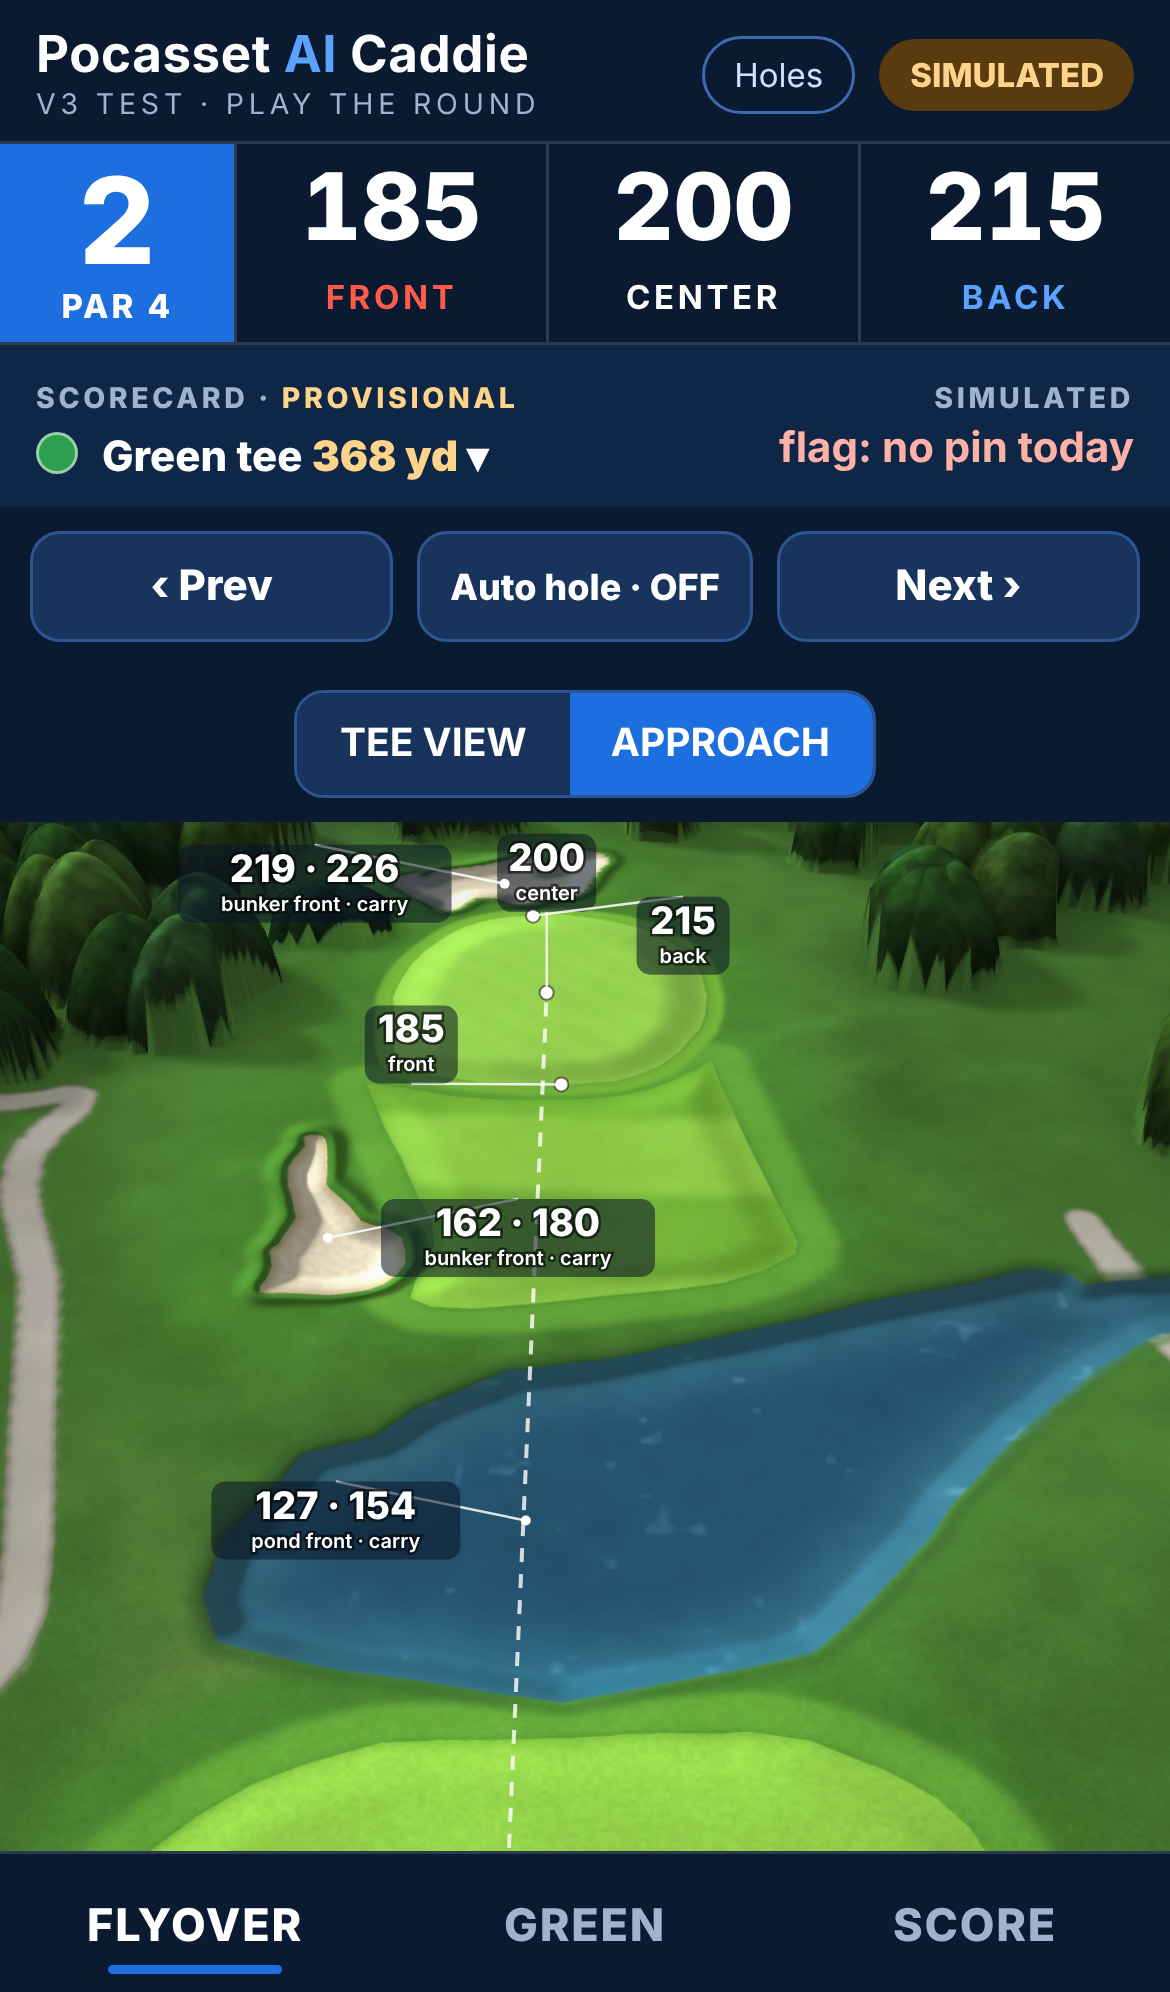 Pocasset AI Caddie
V3 TEST · PLAY THE ROUND
Holes
SIMULATED
2
PAR 4
185
FRONT
200
CENTER
215
BACK
SCORECARD · PROVISIONAL
Green tee 368 yd ▾
SIMULATED
flag: no pin today
‹ Prev
Auto hole · OFF
Next ›
TEE VIEW
APPROACH
219 · 226
bunker front · carry
200
center
215
back
185
front
162 · 180
bunker front · carry
127 · 154
pond front · carry
FLYOVER
GREEN
SCORE